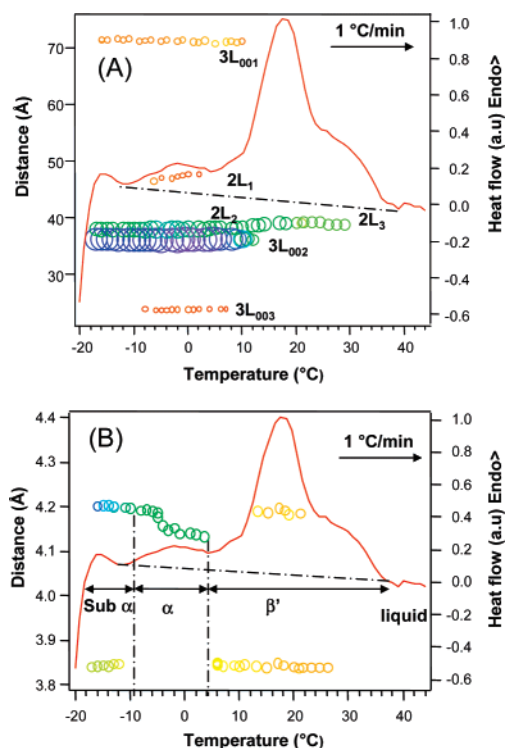 (A)
1 °C/min
3L001
2L1
2L2
2L3
3L002
3L003
70
60
50
40
30
Distance (Å)
1.0
0.8
0.6
0.4
0.2
0.0
-0.2
-0.4
-0.6
Heat flow (a.u) Endo>
-20 -10 0 10 20 30 40
Temperature (°C)
(B)
1 °C/min
4.4
4.3
4.2
4.1
4.0
3.9
3.8
Distance (Å)
1.0
0.8
0.6
0.4
0.2
0.0
-0.2
-0.4
-0.6
Heat flow (a.u) Endo>
Sub α α β' liquid
-20 -10 0 10 20 30 40
Temperature (°C)